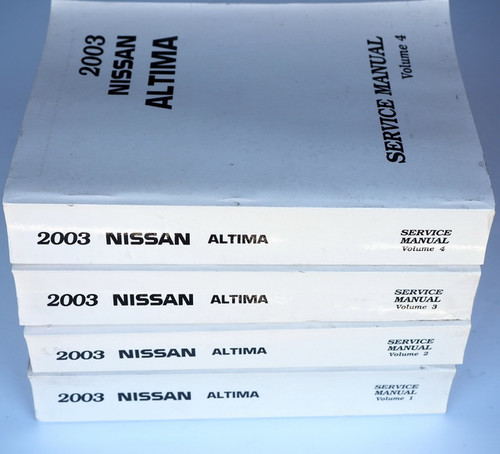 2003
NISSAN
ALTIMA
SERVICE MANUAL
Volume 4
2003 NISSAN ALTIMA
SERVICE
MANUAL
Volume 4
2003 NISSAN ALTIMA
SERVICE
MANUAL
Volume 3
2003 NISSAN ALTIMA
SERVICE
MANUAL
Volume 2
2003 NISSAN ALTIMA
SERVICE
MANUAL
Volume 1